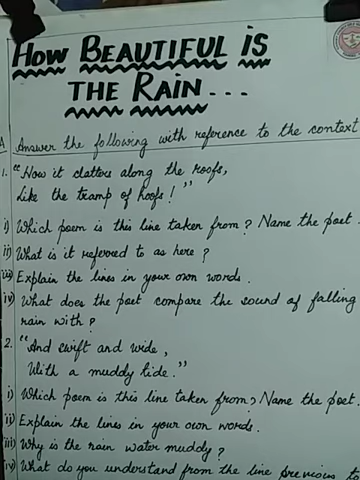 HOW BEAUTIFUL IS
THE RAIN...
A Answer the following with reference to the context
1. "How it clatters along the roofs,
Like the tramp of hoofs!"
i) Which poem is this line taken from? Name the poet.
ii) What is it referred to as here?
iii) Explain the lines in your own words.
iv) What does the poet compare the sound of falling
rain with?
2. "And swift and wide,
With a muddy tide."
i) Which poem is this line taken from? Name the poet.
ii) Explain the lines in your own words.
iii) Why is the rain water muddy?
iv) What do you understand from the line previous to